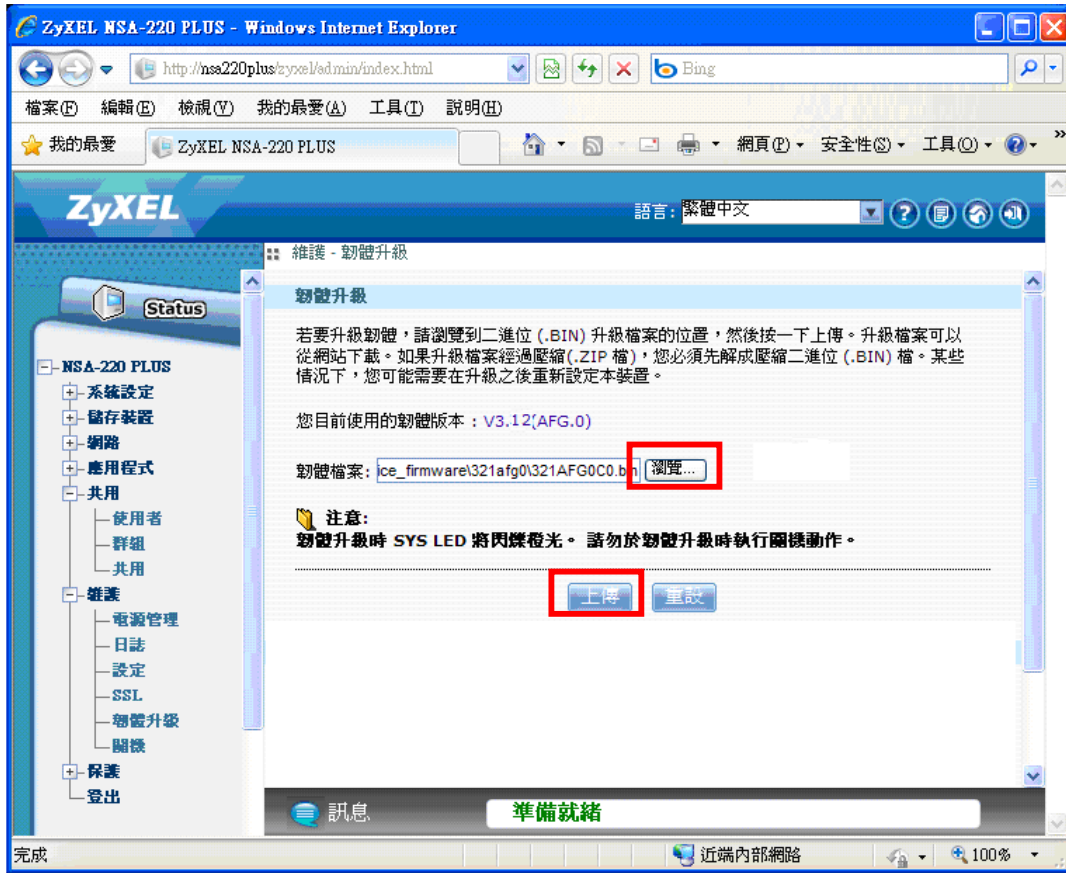 ZyXEL NSA-220 PLUS - Windows Internet Explorer
http://nsa220plus/zyxel/admin/index.html
Bing
檔案(F) 編輯(E) 檢視(V) 我的最愛(A) 工具(T) 說明(H)
我的最愛
ZyXEL NSA-220 PLUS
網頁(P) 安全性(S) 工具(O)
ZyXEL
語言: 繁體中文
Status
NSA-220 PLUS
系統設定
儲存裝置
網路
應用程式
共用
使用者
群組
共用
維護
電源管理
日誌
設定
SSL
韌體升級
關機
保護
登出
維護 - 韌體升級
韌體升級
若要升級韌體，請瀏覽到二進位 (.BIN) 升級檔案的位置，然後按一下上傳。升級檔案可以
從網站下載。如果升級檔案經過壓縮(.ZIP 檔)，您必須先解成壓縮二進位 (.BIN) 檔。某些
情況下，您可能需要在升級之後重新設定本裝置。
您目前使用的韌體版本：V3.12(AFG.0)
韌體檔案: ice_firmware\321afg0\321AFG0C0.bin 瀏覽...
注意:
韌體升級時 SYS LED 將閃爍橙光。 請勿於韌體升級時執行關機動作。
上傳 重設
訊息 準備就緒
完成 近端內部網路 100%